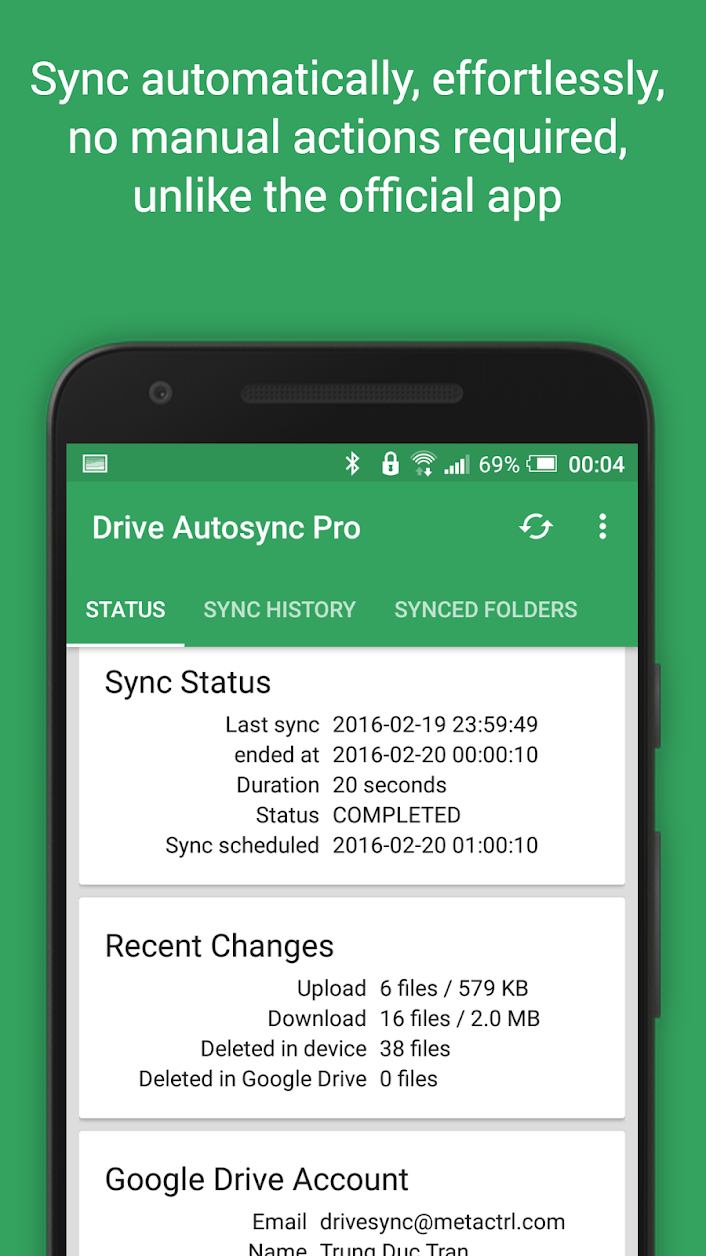 Sync automatically, effortlessly,
no manual actions required,
unlike the official app
69% 00:04
Drive Autosync Pro
STATUS SYNC HISTORY SYNCED FOLDERS
Sync Status
Last sync 2016-02-19 23:59:49
ended at 2016-02-20 00:00:10
Duration 20 seconds
Status COMPLETED
Sync scheduled 2016-02-20 01:00:10
Recent Changes
Upload 6 files / 579 KB
Download 16 files / 2.0 MB
Deleted in device 38 files
Deleted in Google Drive 0 files
Google Drive Account
Email drivesync@metactrl.com
Name Trung Duc Tran